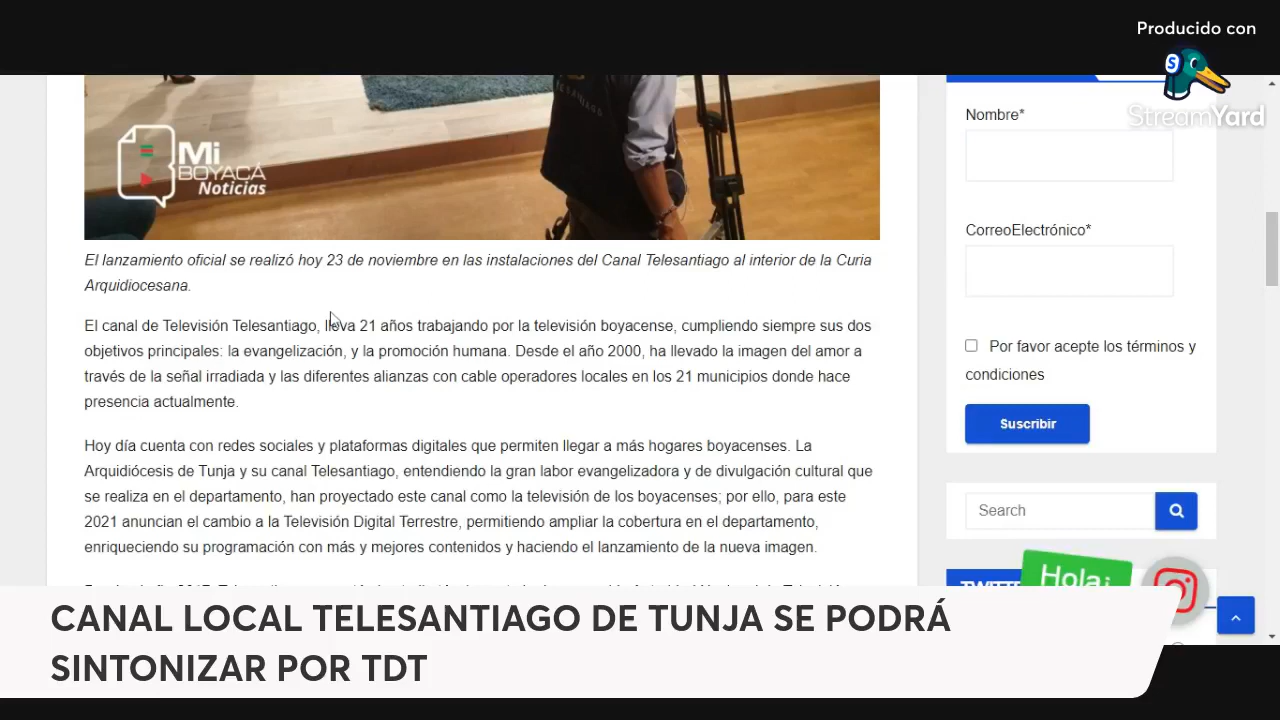 Producido con
StreamYard
Mi
BOYACÁ
Noticias
El lanzamiento oficial se realizó hoy 23 de noviembre en las instalaciones del Canal Telesantiago al interior de la Curia
Arquidiocesana.
El canal de Televisión Telesantiago, lleva 21 años trabajando por la televisión boyacense, cumpliendo siempre sus dos
objetivos principales: la evangelización, y la promoción humana. Desde el año 2000, ha llevado la imagen del amor a
través de la señal irradiada y las diferentes alianzas con cable operadores locales en los 21 municipios donde hace
presencia actualmente.
Hoy día cuenta con redes sociales y plataformas digitales que permiten llegar a más hogares boyacenses. La
Arquidiócesis de Tunja y su canal Telesantiago, entendiendo la gran labor evangelizadora y de divulgación cultural que
se realiza en el departamento, han proyectado este canal como la televisión de los boyacenses; por ello, para este
2021 anuncian el cambio a la Televisión Digital Terrestre, permitiendo ampliar la cobertura en el departamento,
enriqueciendo su programación con más y mejores contenidos y haciendo el lanzamiento de la nueva imagen.
Nombre*
CorreoElectrónico*
Por favor acepte los términos y
condiciones
Suscribir
Search
Hola¡
CANAL LOCAL TELESANTIAGO DE TUNJA SE PODRÁ
SINTONIZAR POR TDT